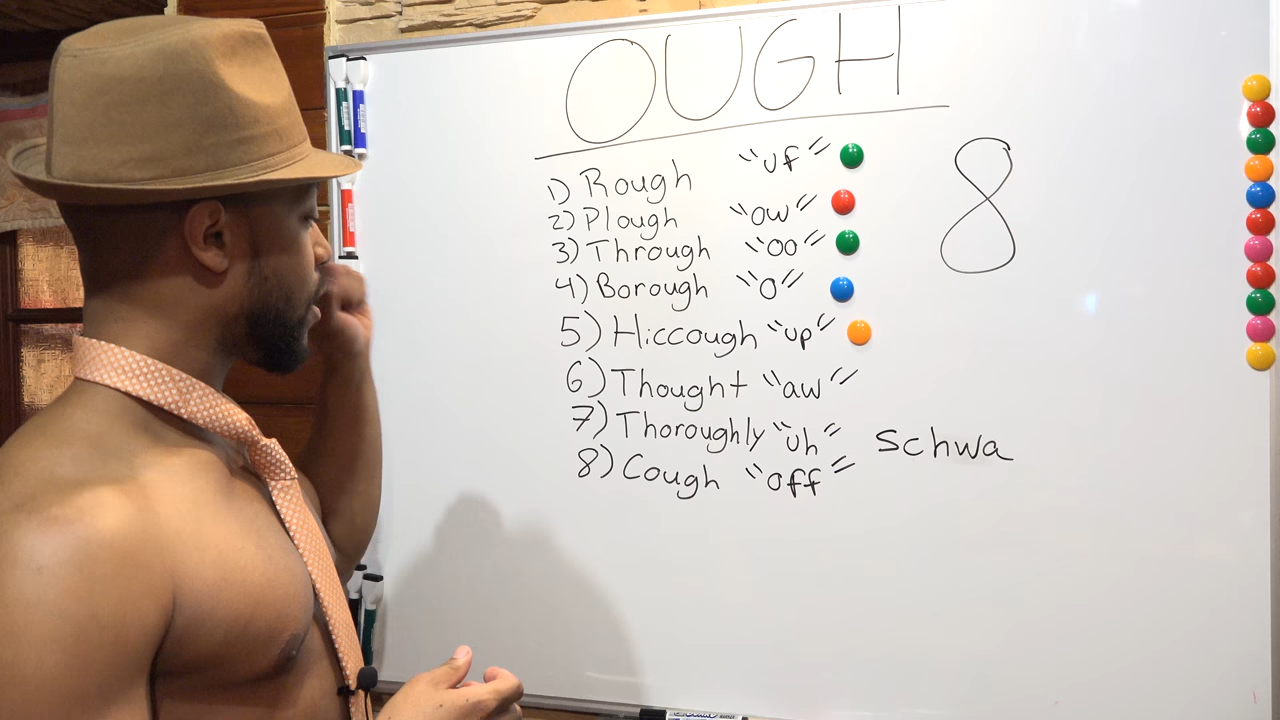 OUGH
8
1) Rough "uf"
2) Plough "ow"
3) Through "oo"
4) Borough "O"
5) Hiccough "up"
6) Thought "aw"
7) Thoroughly "uh" Schwa
8) Cough "off"